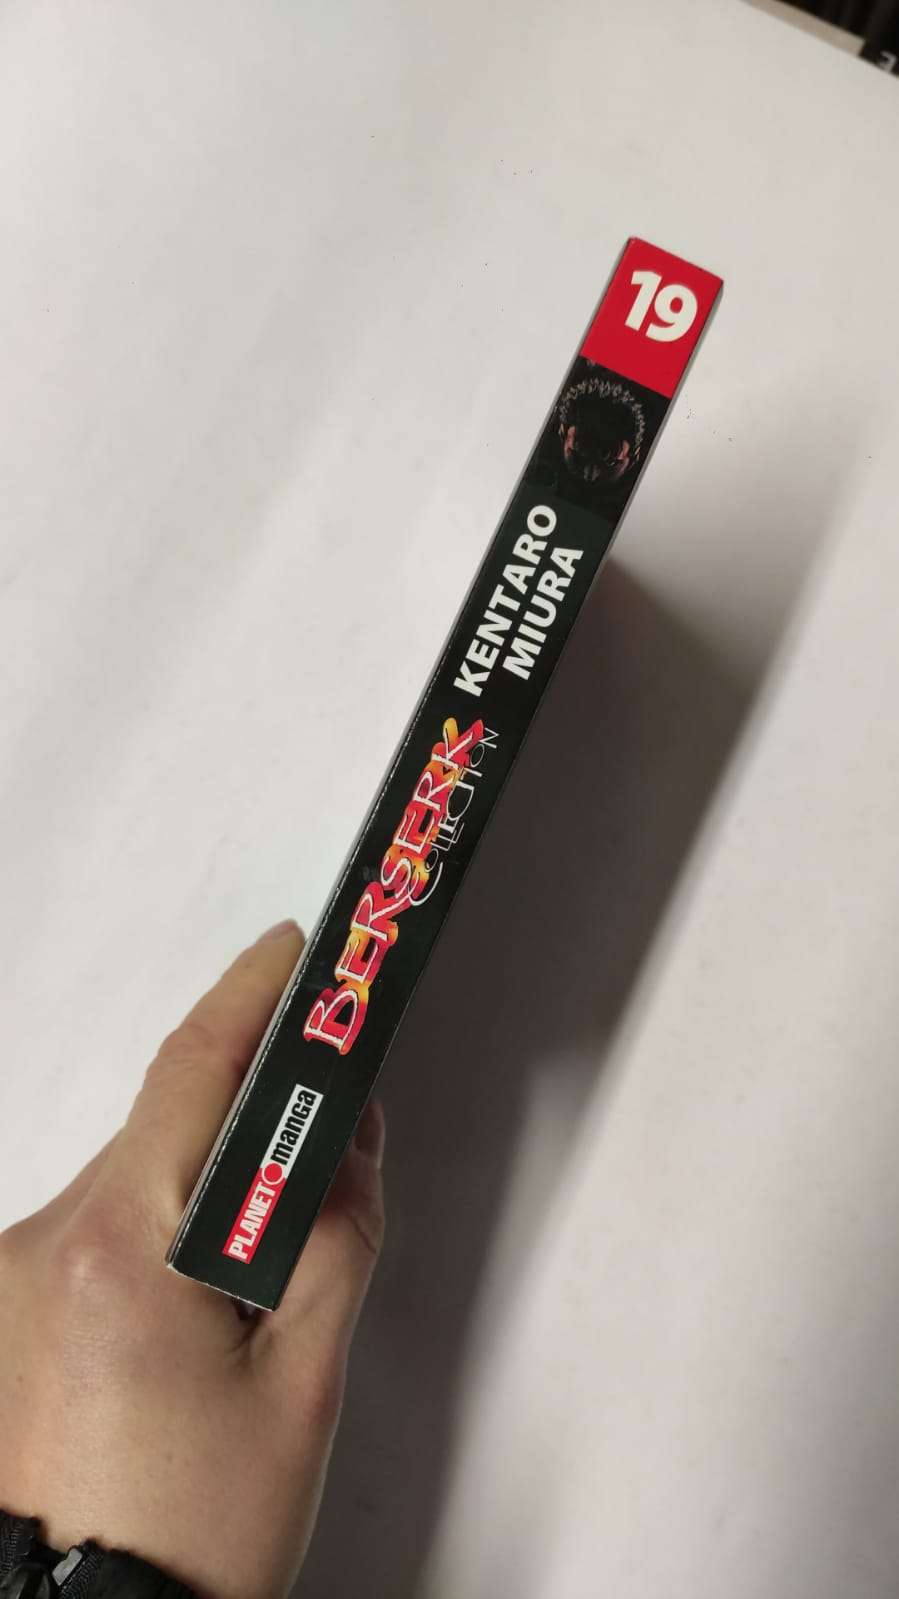 19
KENTARO
MIURA
BERSERK
COLLECTION
PLANET manga